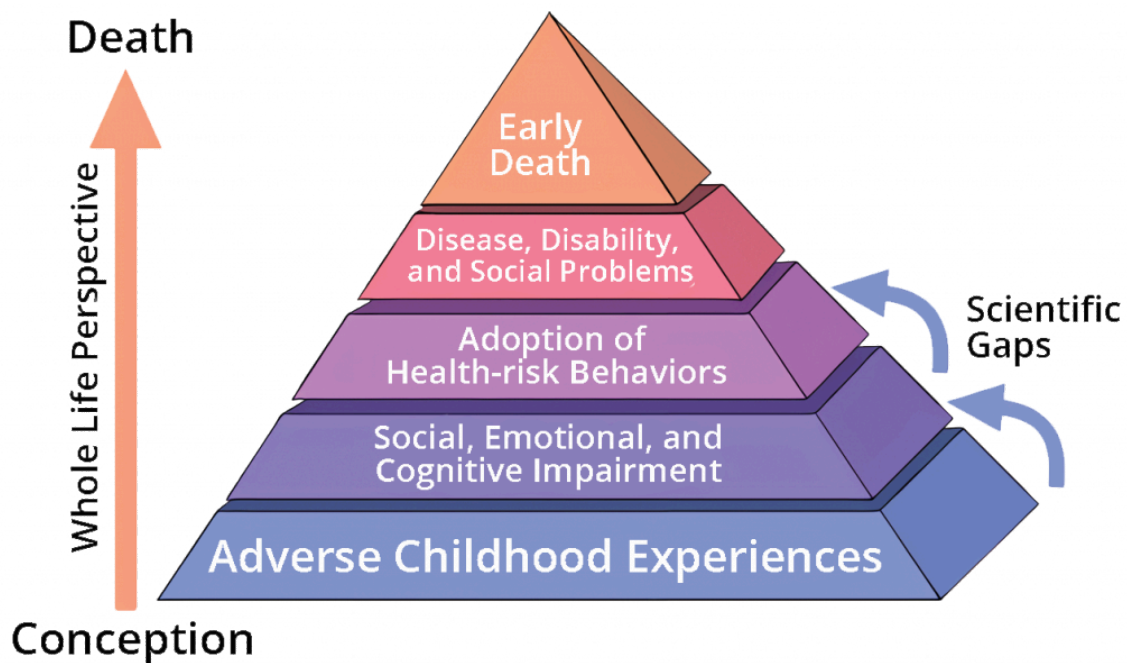 Death
Whole Life Perspective
Conception
Early
Death
Disease, Disability,
and Social Problems
Adoption of
Health-risk Behaviors
Social, Emotional, and
Cognitive Impairment
Adverse Childhood Experiences
Scientific
Gaps